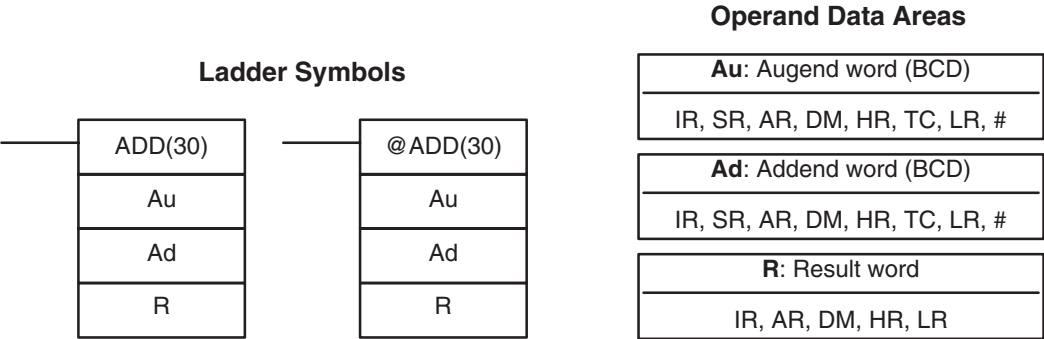 Ladder Symbols
ADD(30)
Au
Ad
R
@ADD(30)
Au
Ad
R
Operand Data Areas
Au: Augend word (BCD)
IR, SR, AR, DM, HR, TC, LR, #
Ad: Addend word (BCD)
IR, SR, AR, DM, HR, TC, LR, #
R: Result word
IR, AR, DM, HR, LR